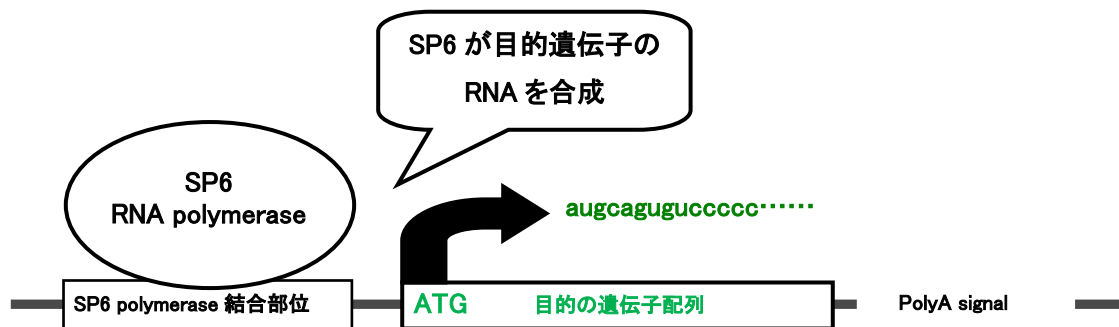 SP6 が目的遺伝子の
RNA を合成
SP6
RNA polymerase
augcaguguccccc……
SP6 polymerase 結合部位
ATG 目的の遺伝子配列
PolyA signal